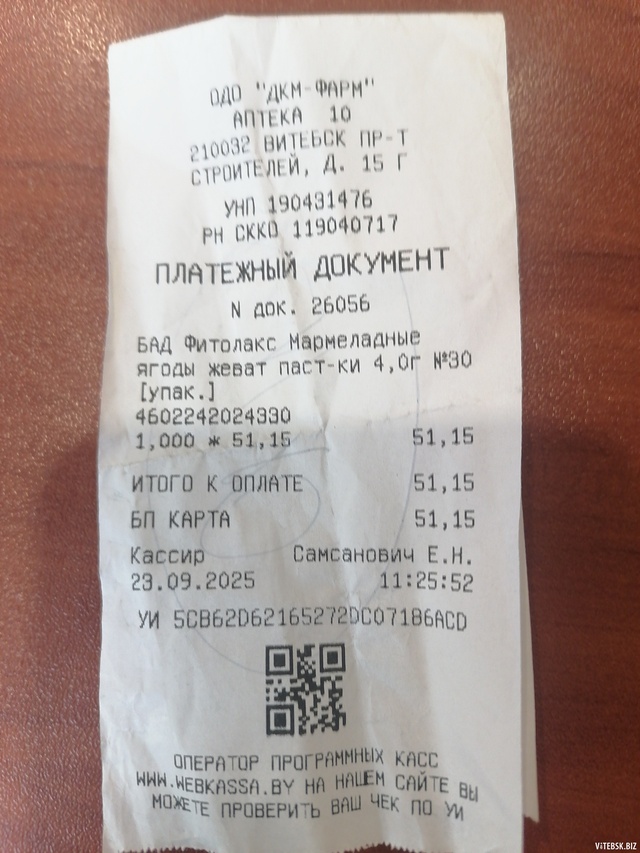 ОДО "ДКМ-ФАРМ"
АПТЕКА 10
210032 ВИТЕБСК ПР-Т
СТРОИТЕЛЕЙ, Д. 15 Г
УНП 190431476
РН СККО 119040717
ПЛАТЕЖНЫЙ ДОКУМЕНТ
N док. 26056
БАД Фитолакс Мармеладные
ягоды жеват паст-ки 4,0г №30
[упак.]
4602242024330
1,000 * 51,15 51,15
ИТОГО К ОПЛАТЕ 51,15
БП КАРТА 51,15
Кассир Самсанович Е.Н.
23.09.2025 11:25:52
УИ 5CB62D62165272DC07186ACD
ОПЕРАТОР ПРОГРАММНЫХ КАСС
WWW.WEBKASSA.BY НА НАШЕМ САЙТЕ ВЫ
МОЖЕТЕ ПРОВЕРИТЬ ВАШ ЧЕК ПО УИ
ViTEBSK.BIZ